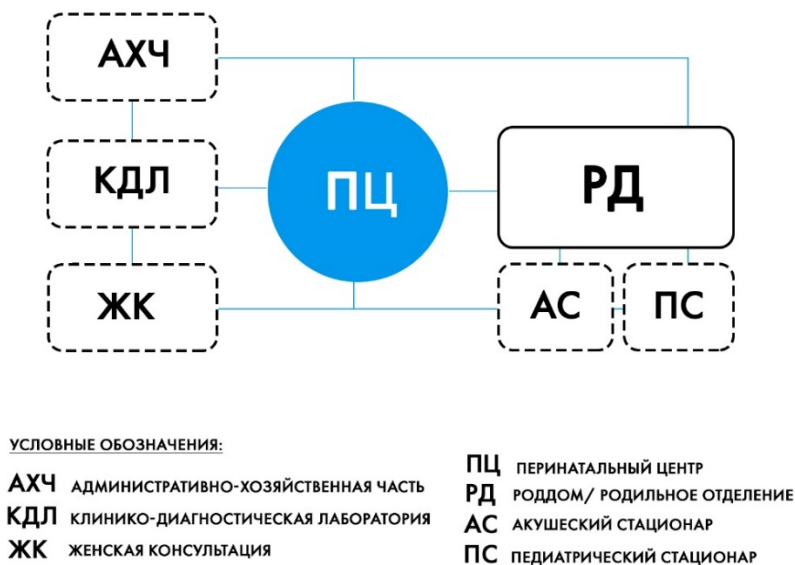 АХЧ
КДЛ
ПЦ
РД
ЖК
АС
ПС
УСЛОВНЫЕ ОБОЗНАЧЕНИЯ:
АХЧ АДМИНИСТРАТИВНО-ХОЗЯЙСТВЕННАЯ ЧАСТЬ
КДЛ КЛИНИКО-ДИАГНОСТИЧЕСКАЯ ЛАБОРАТОРИЯ
ЖК ЖЕНСКАЯ КОНСУЛЬТАЦИЯ
ПЦ ПЕРИНАТАЛЬНЫЙ ЦЕНТР
РД РОДДОМ/ РОДИЛЬНОЕ ОТДЕЛЕНИЕ
АС АКУШЕСКИЙ СТАЦИОНАР
ПС ПЕДИАТРИЧЕСКИЙ СТАЦИОНАР